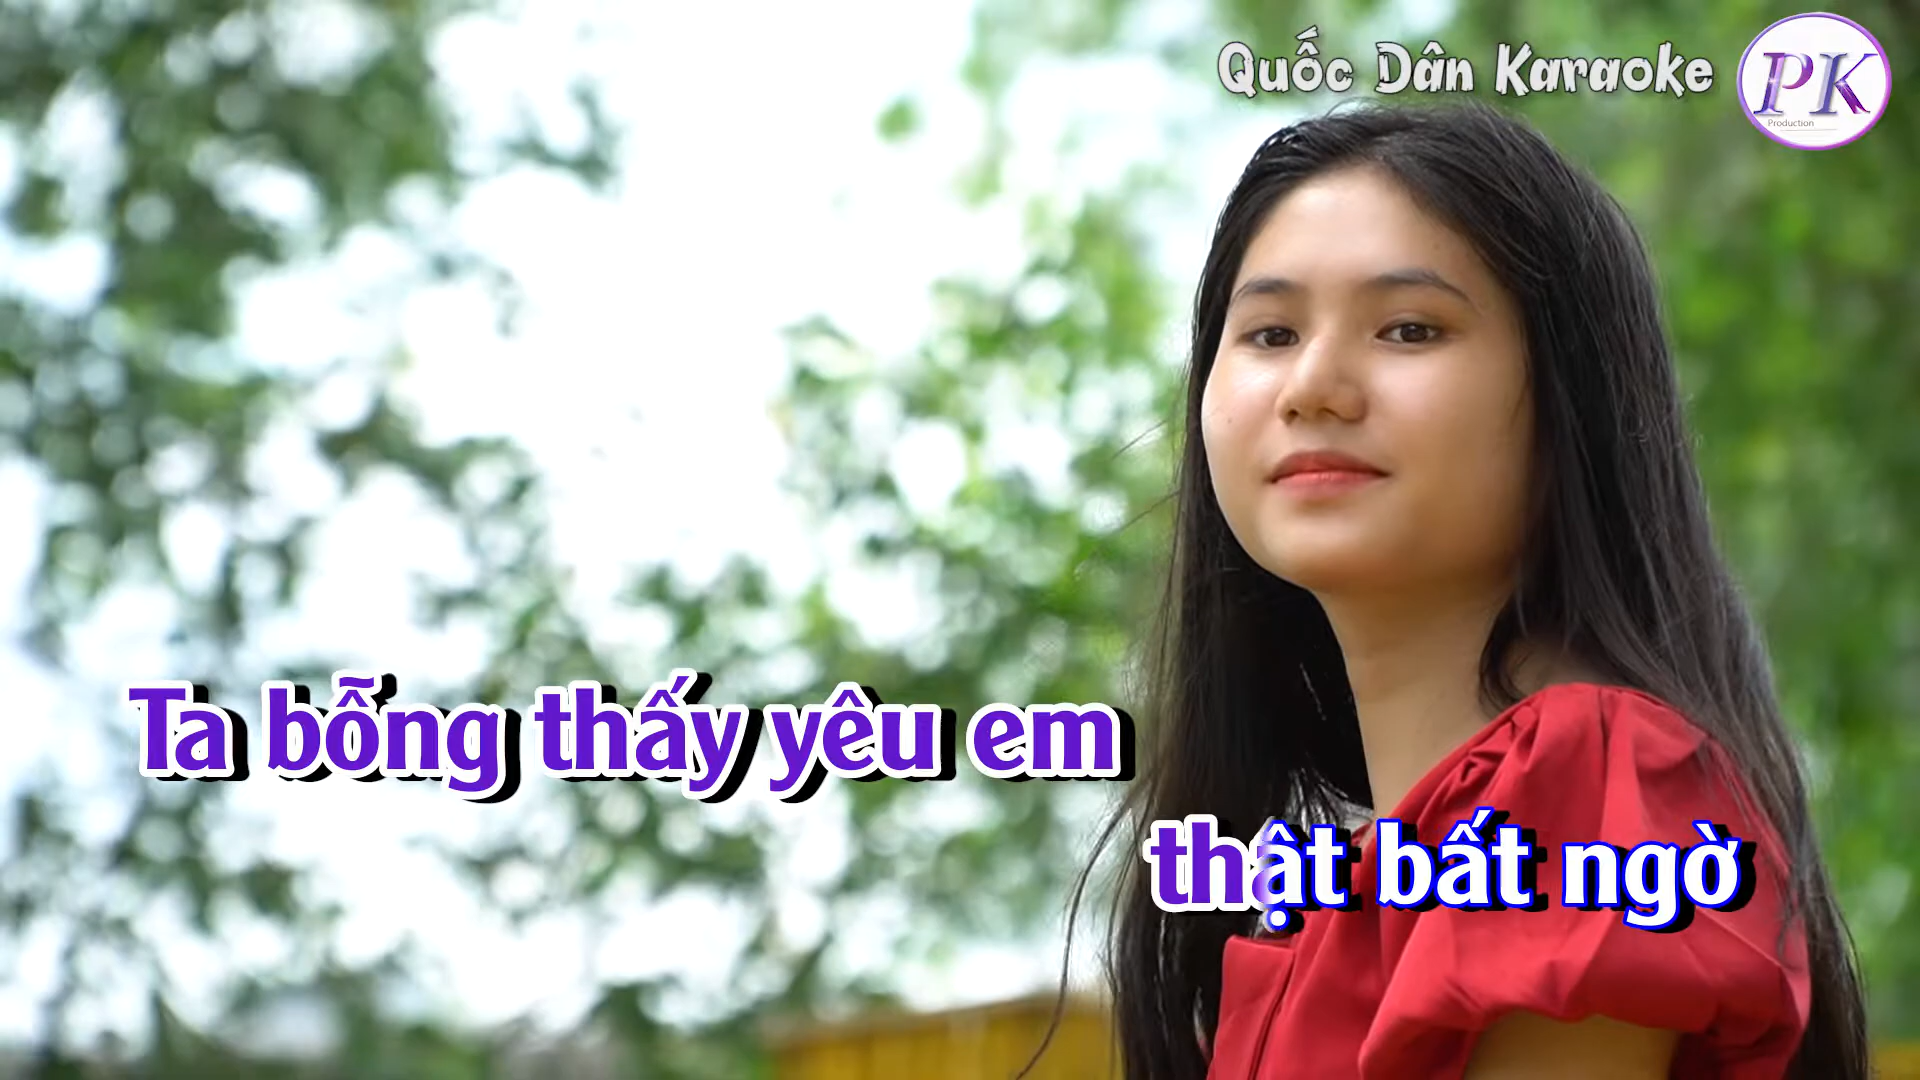 Quốc Dân Karaoke
PK
Production
Ta bỗng thấy yêu em
thật bất ngờ